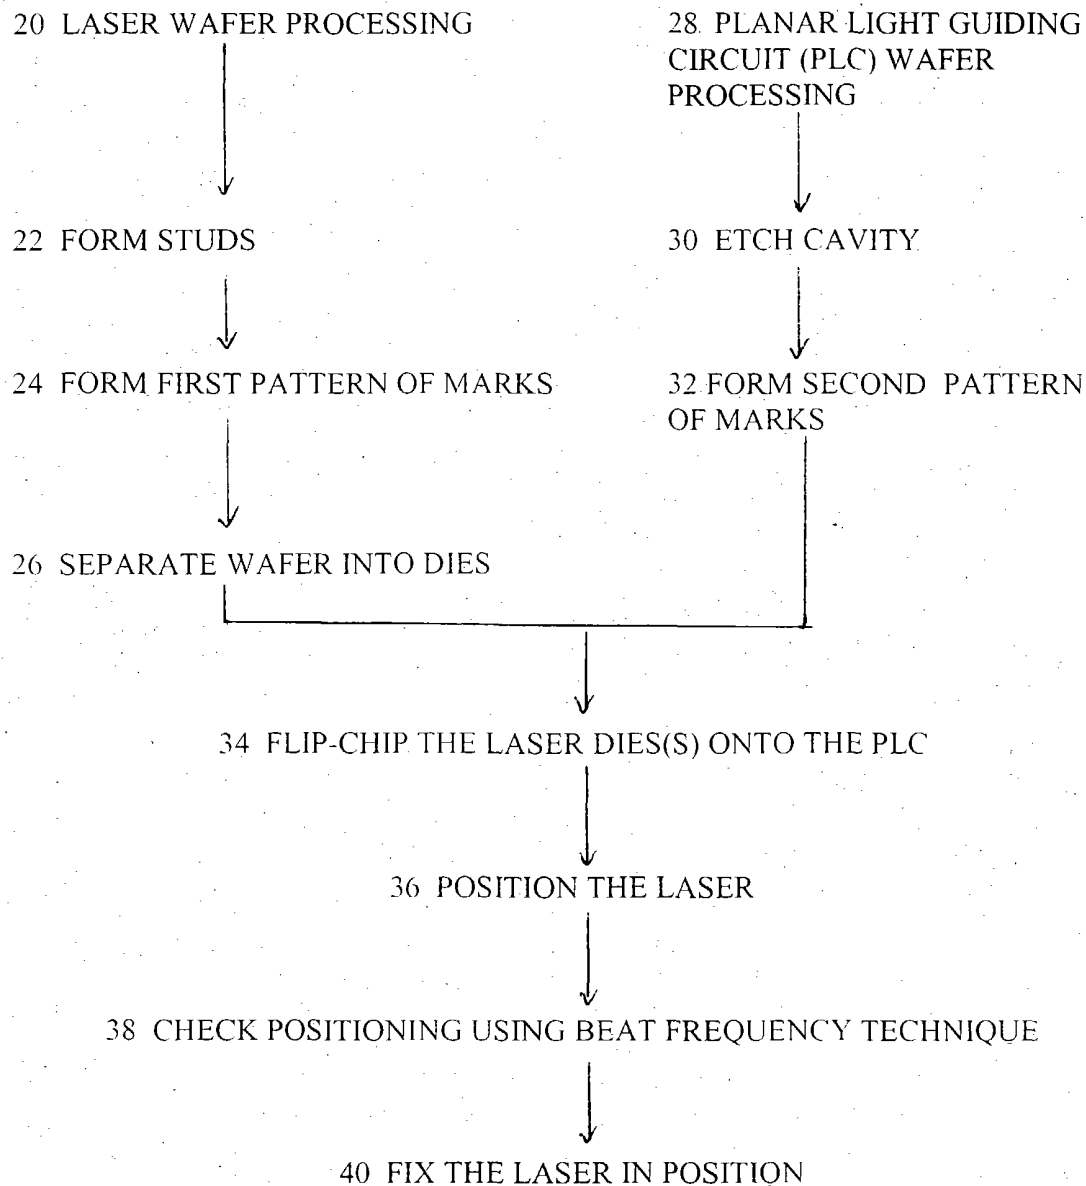 20 LASER WAFER PROCESSING
28 PLANAR LIGHT GUIDING
CIRCUIT (PLC) WAFER
PROCESSING
22 FORM STUDS
30 ETCH CAVITY
24 FORM FIRST PATTERN OF MARKS
32 FORM SECOND PATTERN
OF MARKS
26 SEPARATE WAFER INTO DIES
34 FLIP-CHIP THE LASER DIES(S) ONTO THE PLC
36 POSITION THE LASER
38 CHECK POSITIONING USING BEAT FREQUENCY TECHNIQUE
40 FIX THE LASER IN POSITION